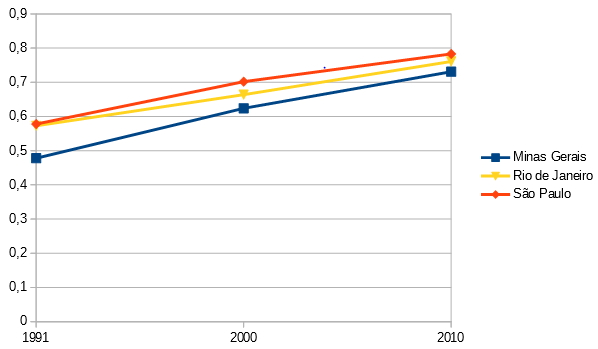 0,9
0,8
0,7
0,6
0,5
0,4
0,3
0,2
0,1
0
1991 2000 2010
Minas Gerais
Rio de Janeiro
São Paulo